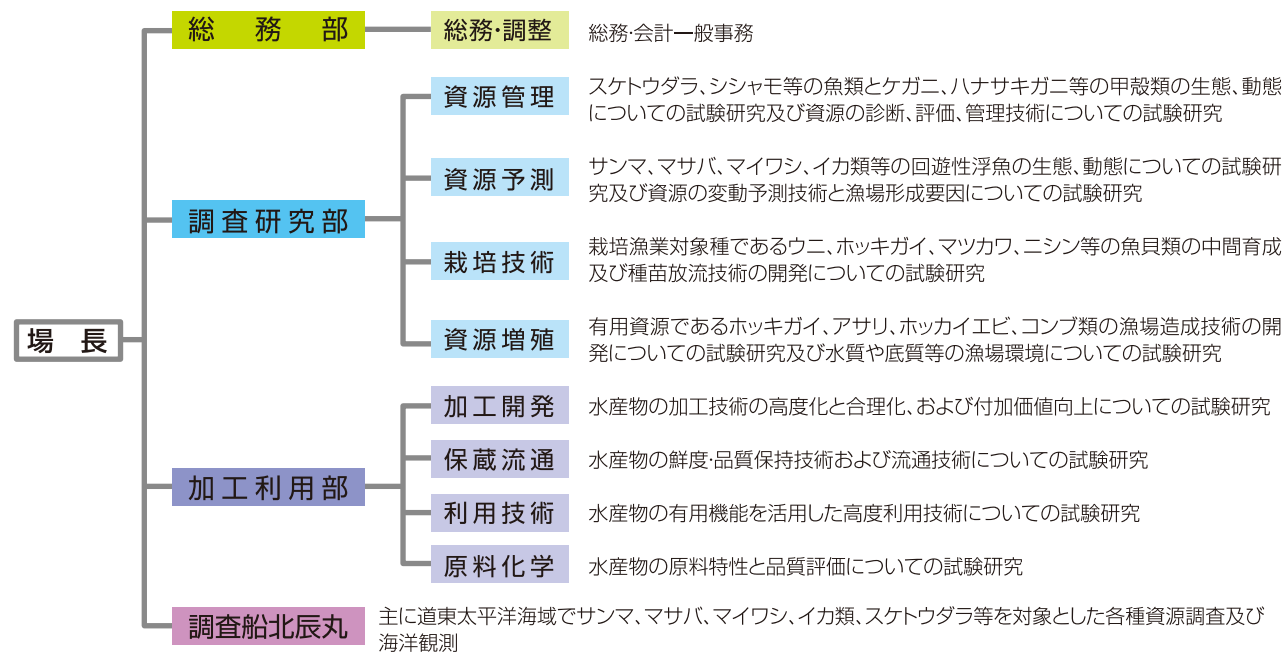 場長
総務部
総務・調整
総務・会計一般事務
調査研究部
資源管理
スケトウダラ、シシャモ等の魚類とケガニ、ハナサキガニ等の甲殻類の生態、動態
についての試験研究及び資源の診断、評価、管理技術についての試験研究
資源予測
サンマ、マサバ、マイワシ、イカ類等の回遊性浮魚の生態、動態についての試験研
究及び資源の変動予測技術と漁場形成要因についての試験研究
栽培技術
栽培漁業対象種であるウニ、ホッキガイ、マツカワ、ニシン等の魚貝類の中間育成
及び種苗放流技術の開発についての試験研究
資源増殖
有用資源であるホッキガイ、アサリ、ホッカイエビ、コンブ類の漁場造成技術の開
発についての試験研究及び水質や底質等の漁場環境についての試験研究
加工利用部
加工開発
水産物の加工技術の高度化と合理化、および付加価値向上についての試験研究
保蔵流通
水産物の鮮度・品質保持技術および流通技術についての試験研究
利用技術
水産物の有用機能を活用した高度利用技術についての試験研究
原料化学
水産物の原料特性と品質評価についての試験研究
調査船北辰丸
主に道東太平洋海域でサンマ、マサバ、マイワシ、イカ類、スケトウダラ等を対象とした各種資源調査及び
海洋観測